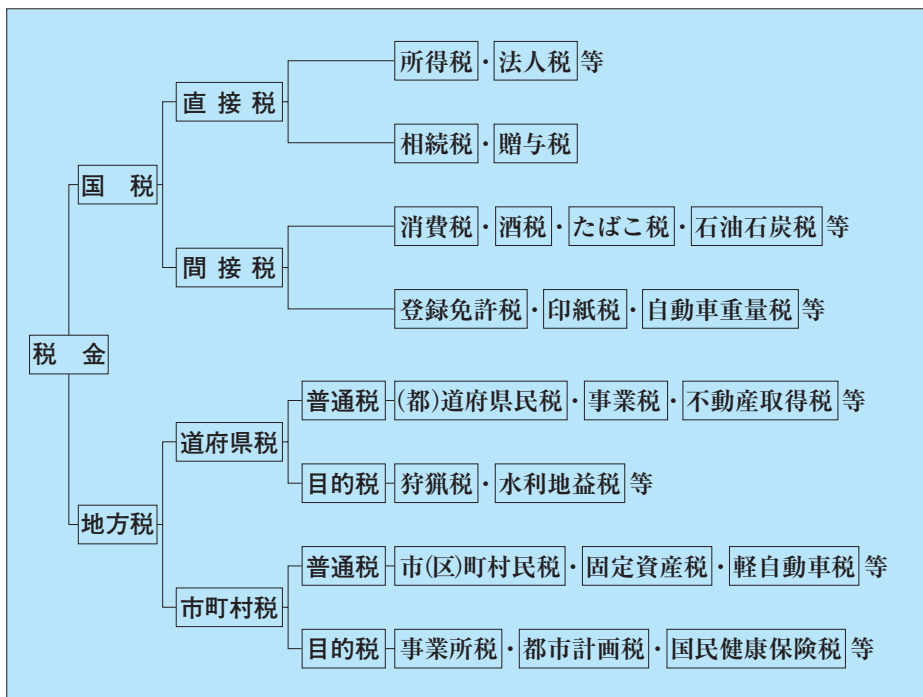 税 金
国 税
直 接 税
所得税・法人税 等
相続税・贈与税
間 接 税
消費税・酒税・たばこ税・石油石炭税 等
登録免許税・印紙税・自動車重量税 等
地方税
道府県税
普通税 (都)道府県民税・事業税・不動産取得税 等
目的税 狩猟税・水利地益税 等
市町村税
普通税 市(区)町村民税・固定資産税・軽自動車税 等
目的税 事業所税・都市計画税・国民健康保険税 等